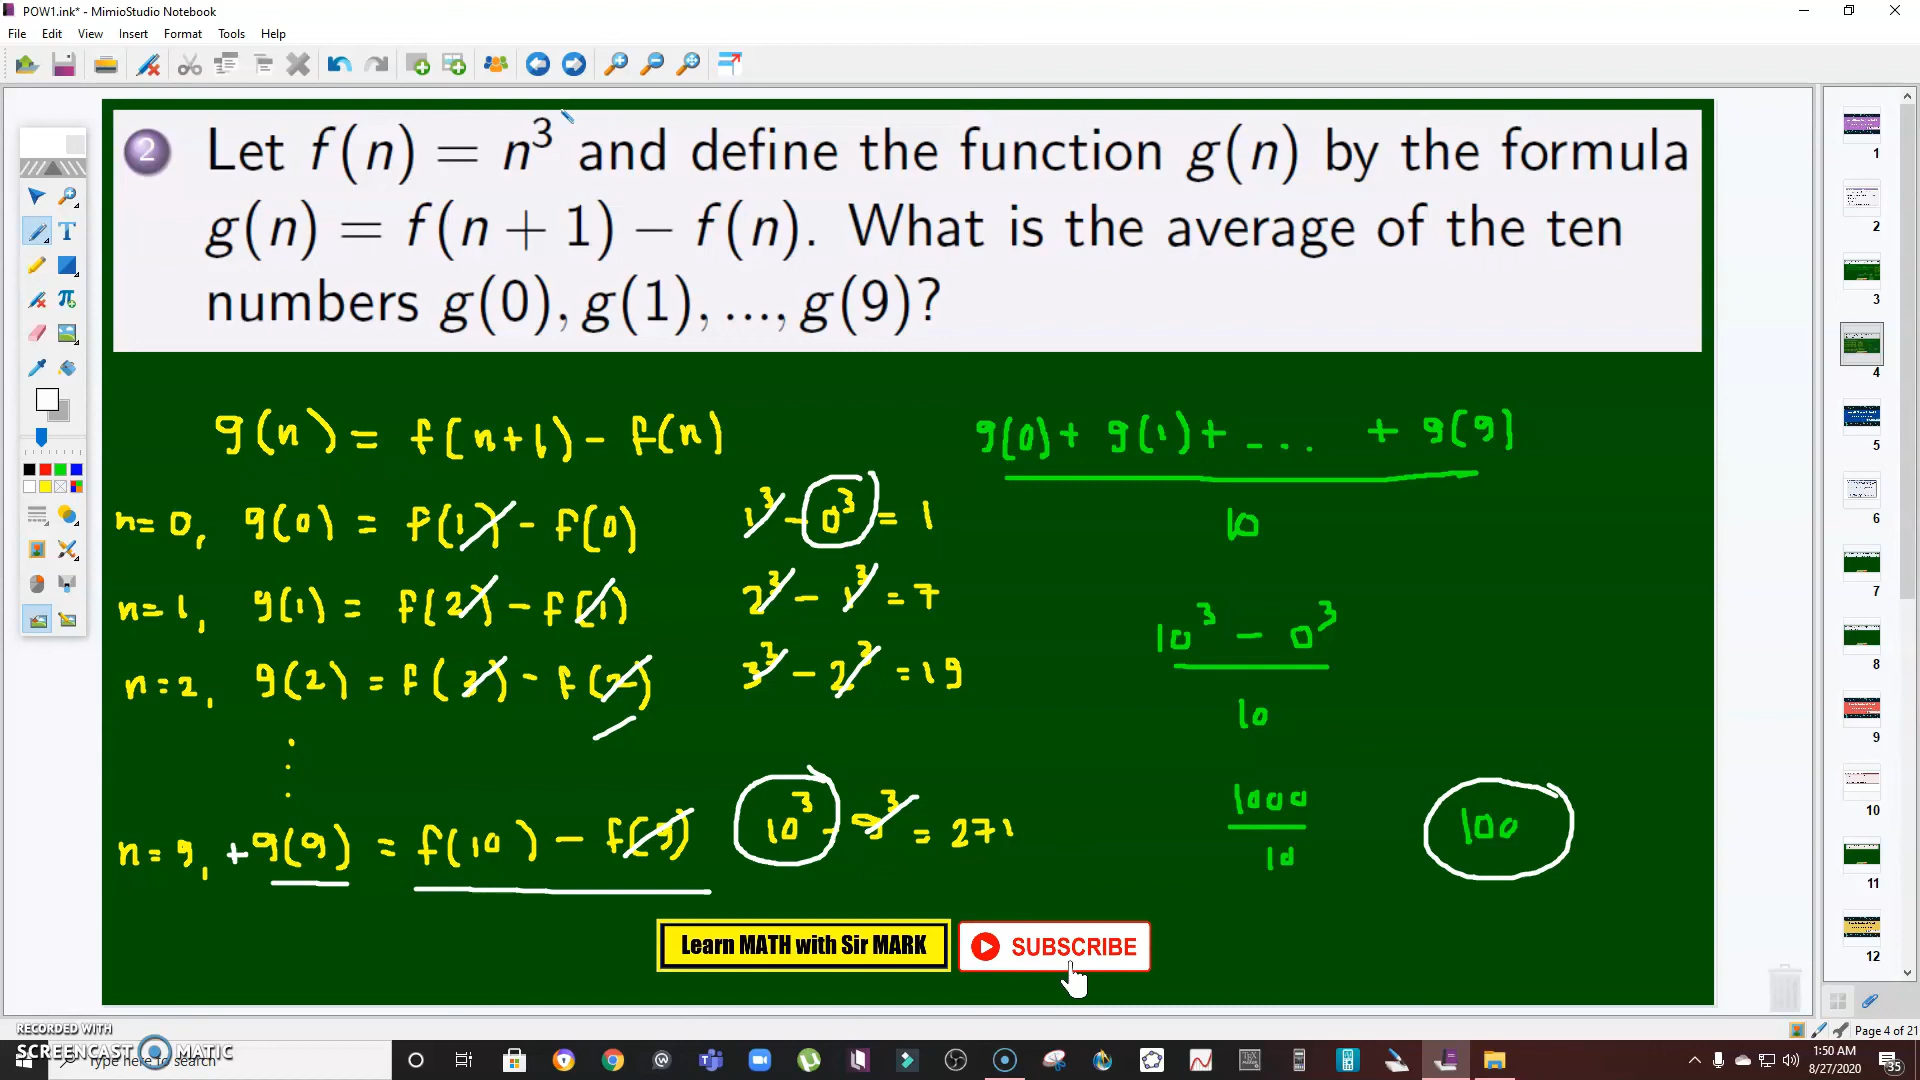 POW1.ink* - MimioStudio Notebook
File Edit View Insert Format Tools Help
2 Let f(n) = n³ and define the function g(n) by the formula
g(n) = f(n + 1) − f(n). What is the average of the ten
numbers g(0), g(1), ..., g(9)?
g(n) = f(n+1) - f(n)
n=0, g(0) = f(1) - f(0) 1³ - 0³ = 1
n=1, g(1) = f(2) - f(1) 2³ - 1³ = 7
n=2, g(2) = f(3) - f(2) 3³ - 2³ = 19
n=9, + g(9) = f(10) - f(9) 10³ - 9³ = 271
g(0) + g(1) + ... + g(9)
10
10³ - 0³
10
1000
10
100
Learn MATH with Sir MARK
SUBSCRIBE
1
2
3
4
5
6
7
8
9
10
11
12
Page 4 of 21
RECORDED WITH
SCREENCAST MATIC
Type here to search
1:50 AM
8/27/2020
35